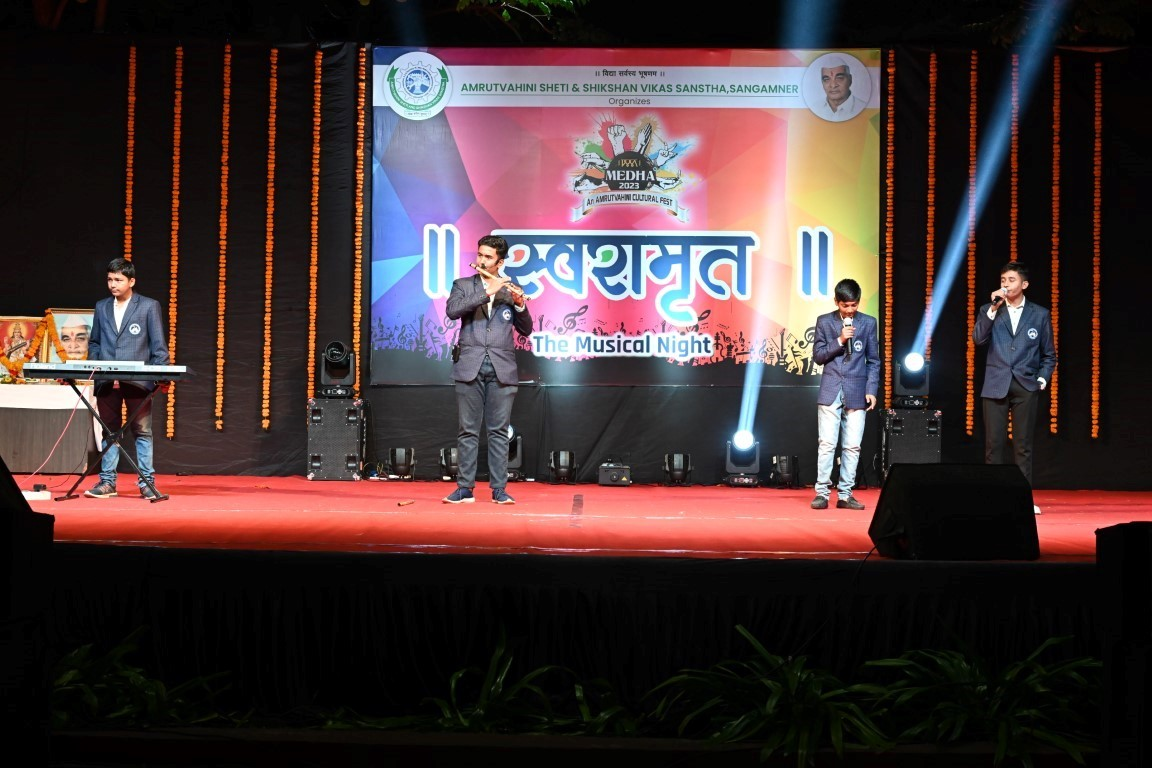 ॥ विद्या सर्वस्य भूषणम ॥
AMRUTVAHINI SHETI & SHIKSHAN VIKAS SANSTHA,SANGAMNER
Organizes
MEDHA
2023
An AMRUTVAHINI CULTURAL FEST
॥ स्वरामृत ॥
The Musical Night